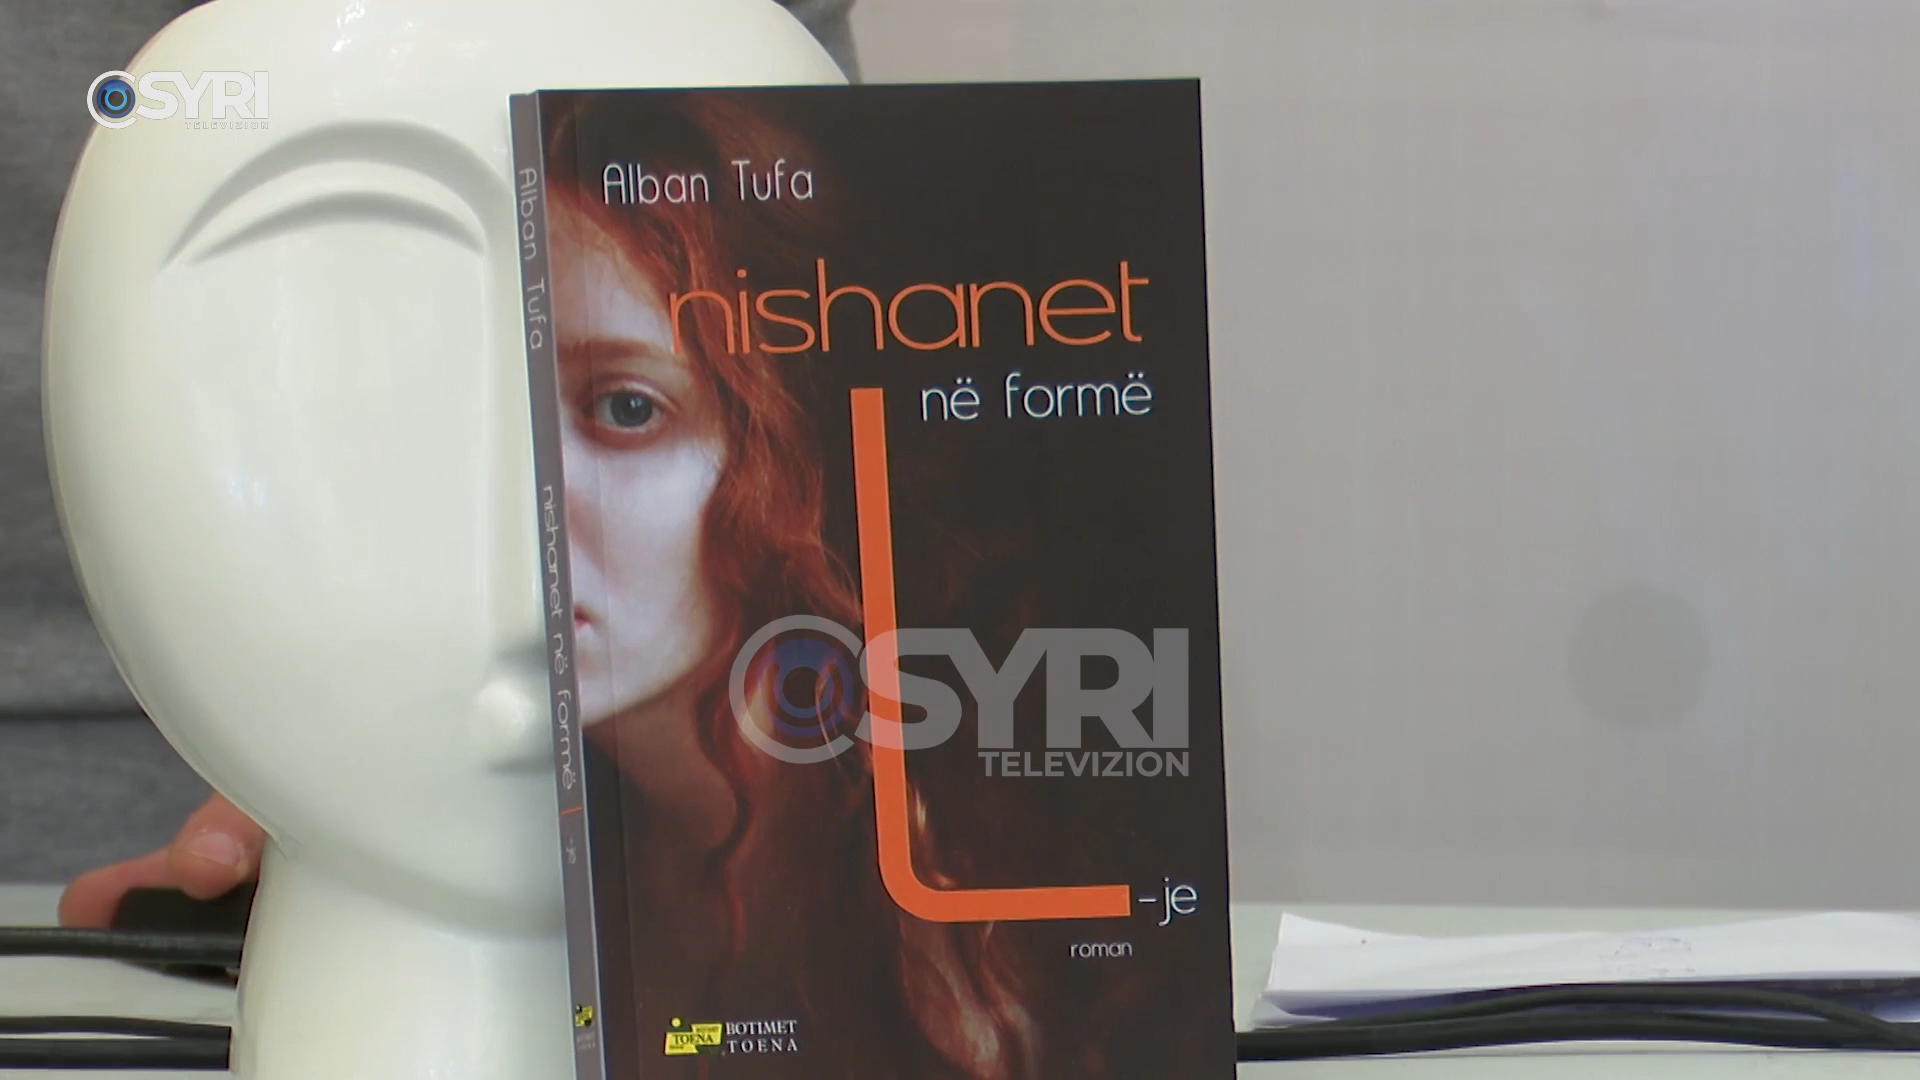 SYRI
TELEVIZION
Alban Tufa
nishanet
në formë
L-je
roman
BOTIMET
TOENA
TOENA
Alban Tufa nishanet në formë L-je
SYRI
TELEVIZION